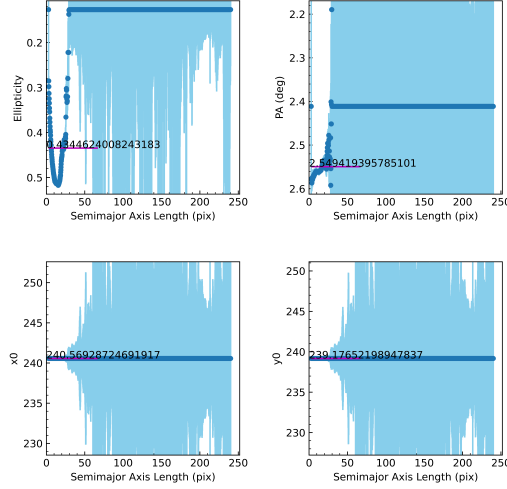 0.2
0.3
0.4
0.5
Ellipticity
0.4344624008243183
0 50 100 150 200 250
Semimajor Axis Length (pix)
2.2
2.3
2.4
2.5
2.6
PA (deg)
2.549419395785101
0 50 100 150 200 250
Semimajor Axis Length (pix)
250
245
240
235
230
x0
240.56928724691917
0 50 100 150 200 250
Semimajor Axis Length (pix)
250
245
240
235
230
y0
239.17652198947837
0 50 100 150 200 250
Semimajor Axis Length (pix)